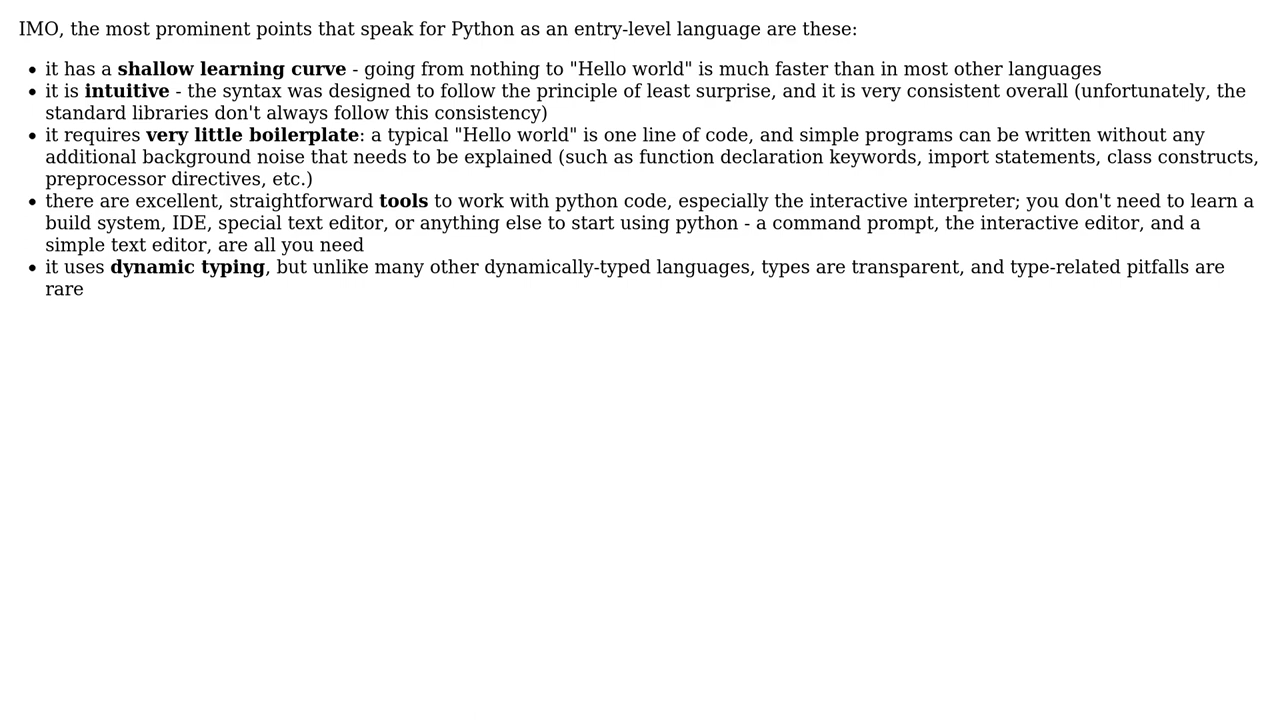 IMO, the most prominent points that speak for Python as an entry-level language are these:
• it has a shallow learning curve - going from nothing to "Hello world" is much faster than in most other languages
• it is intuitive - the syntax was designed to follow the principle of least surprise, and it is very consistent overall (unfortunately, the
standard libraries don't always follow this consistency)
• it requires very little boilerplate: a typical "Hello world" is one line of code, and simple programs can be written without any
additional background noise that needs to be explained (such as function declaration keywords, import statements, class constructs,
preprocessor directives, etc.)
• there are excellent, straightforward tools to work with python code, especially the interactive interpreter; you don't need to learn a
build system, IDE, special text editor, or anything else to start using python - a command prompt, the interactive editor, and a
simple text editor, are all you need
• it uses dynamic typing, but unlike many other dynamically-typed languages, types are transparent, and type-related pitfalls are
rare